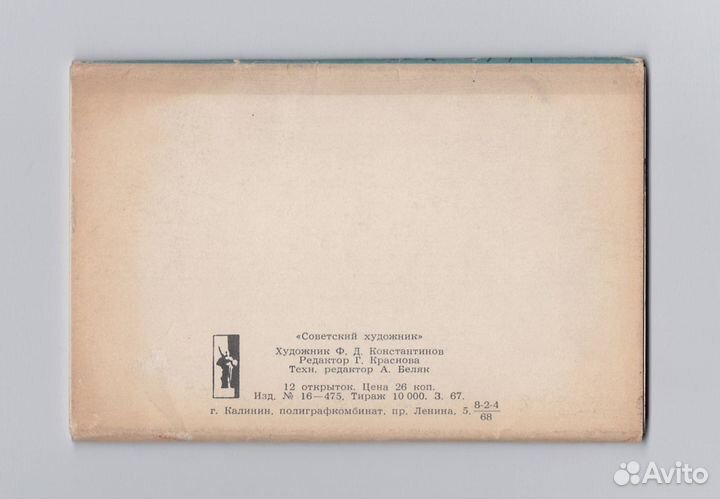 «Советский художник»
Художник Ф. Д. Константинов
Редактор Г. Краснова
Техн. редактор А. Беляк
12 открыток. Цена 26 коп.
Изд. № 16—475. Тираж 10 000. З. 67.
г. Калинин, полиграфкомбинат, пр. Ленина, 5. 8-2-4/68
Avito